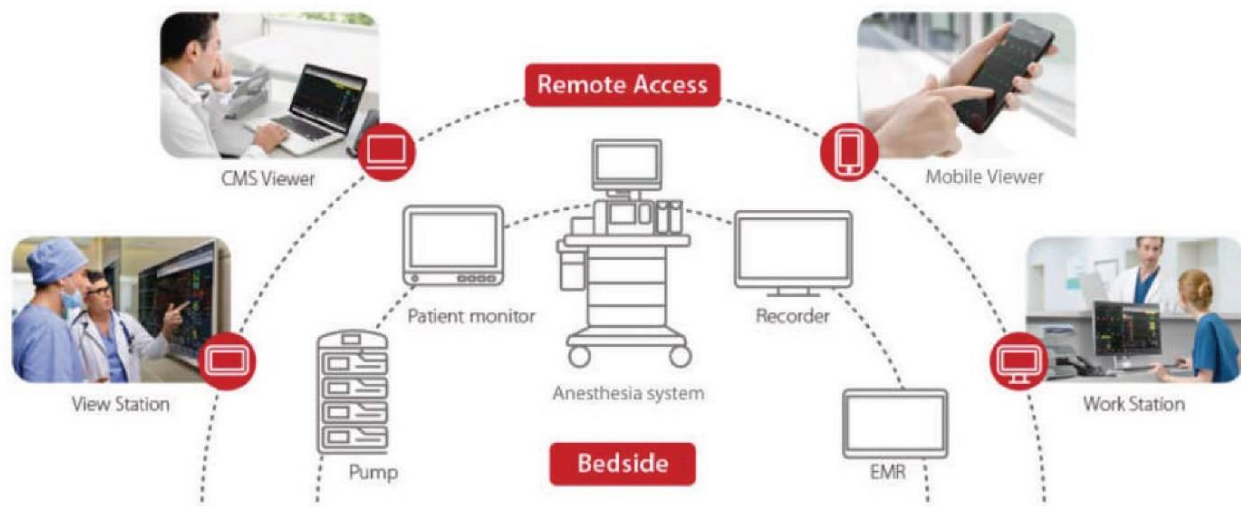 Remote Access
CMS Viewer
Mobile Viewer
Patient monitor
Recorder
View Station
Anesthesia system
Work Station
Pump
Bedside
EMR